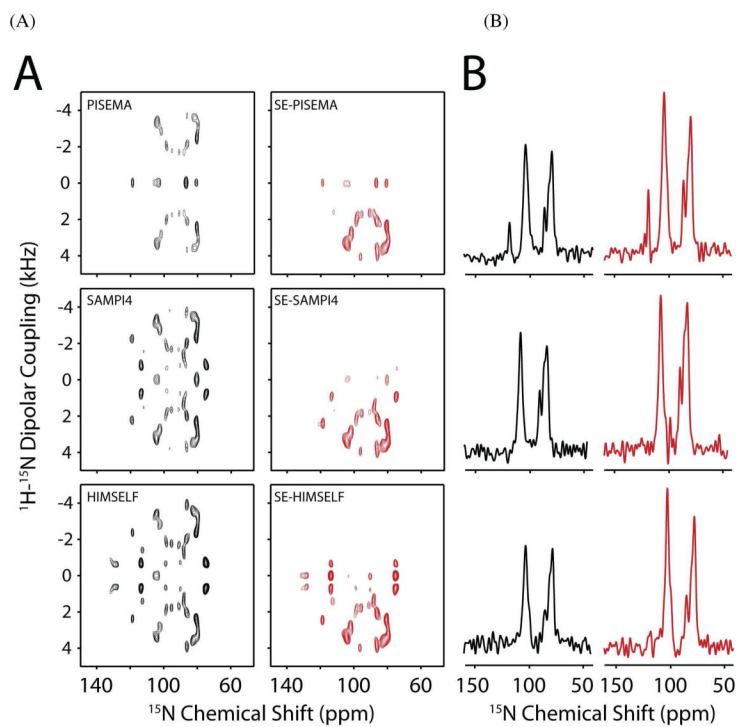 (A)
(B)
A
B
PISEMA
SE-PISEMA
-4
-2
0
2
4
SAMPI4
SE-SAMPI4
-4
-2
0
2
4
HIMSELF
SE-HIMSELF
-4
-2
0
2
4
¹H-¹⁵N Dipolar Coupling (kHz)
140 100 60 140 100 60
150 100 50 150 100 50
¹⁵N Chemical Shift (ppm)
¹⁵N Chemical Shift (ppm)